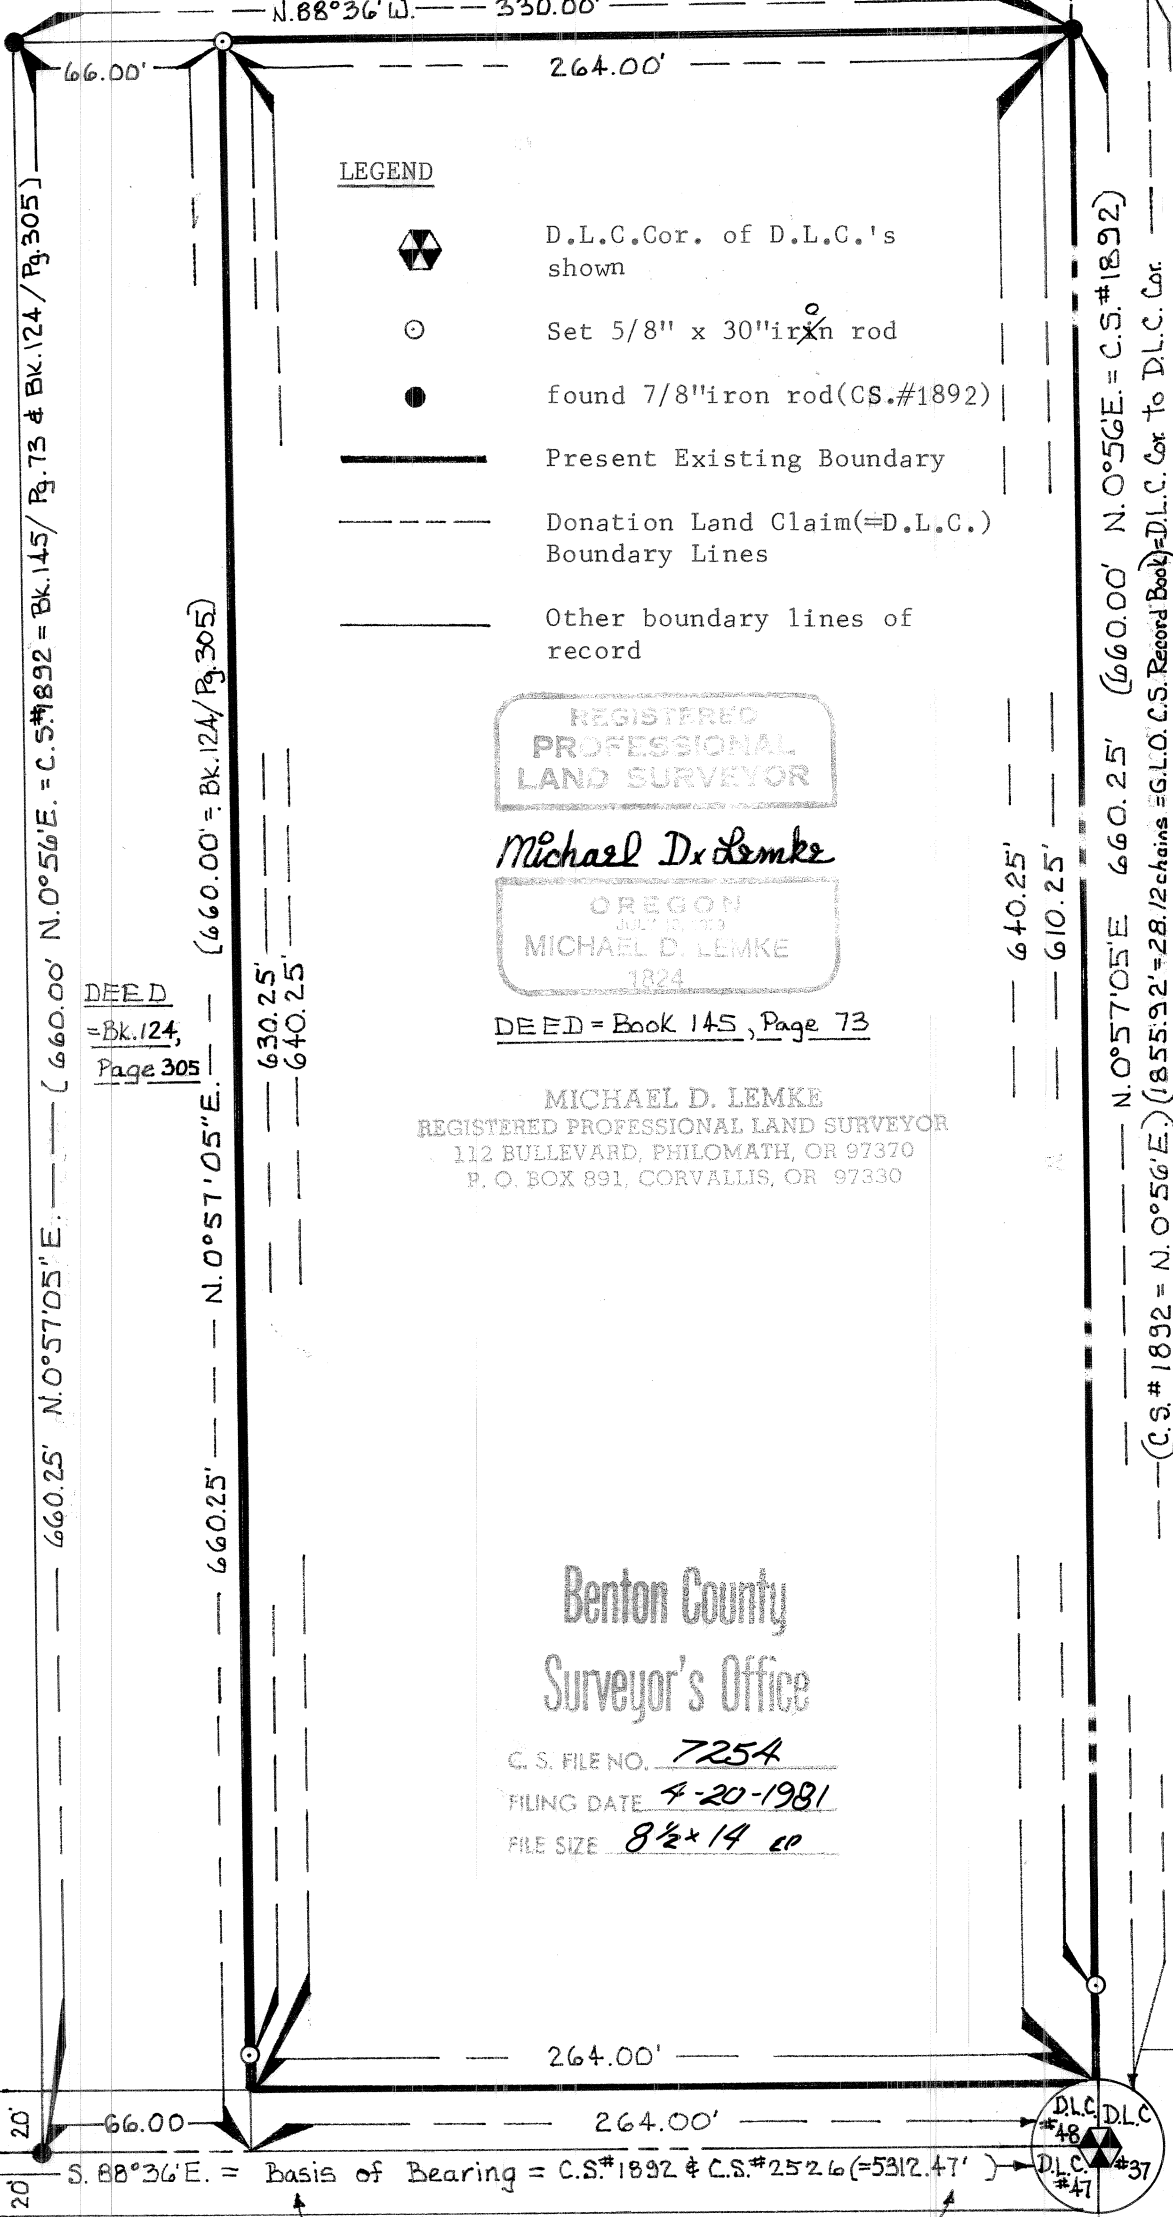 N.88°36'W. 330.00'
66.00'
264.00'
LEGEND
D.L.C.Cor. of D.L.C.'s
shown
Set 5/8" x 30"iron rod
found 7/8"iron rod(CS.#1892)
Present Existing Boundary
Donation Land Claim(=D.L.C.)
Boundary Lines
Other boundary lines of
record
660.25' N.0°57'05"E. (660.00' N.0°56'E. = C.S.#1892 = Bk.145/Pg.73 & Bk.124/Pg.305)
660.25' N.0°57'05"E. (660.00' = Bk.124/Pg.305)
630.25'
640.25'
DEED
=Bk.124,
Page 305
REGISTERED
PROFESSIONAL
LAND SURVEYOR
Michael D. Lemke
OREGON
MICHAEL D. LEMKE
1824
DEED = Book 145, Page 73
MICHAEL D. LEMKE
REGISTERED PROFESSIONAL LAND SURVEYOR
112 BULLEVARD, PHILOMATH, OR 97370
P. O. BOX 891, CORVALLIS, OR 97330
640.25'
610.25'
N.0°57'05"E 660.25' (660.00' N.0°56'E. = C.S.#1892)
(C.S.# 1892 = N.0°56'E.) (1855.92'=28.12chains =G.L.O. C.S. Record Book)=D.L.C. Cor. to D.L.C. Cor.
Benton County
Surveyor's Office
C. S. FILE NO. 7254
FILING DATE 4-20-1981
FILE SIZE 8½ x 14
264.00'
20'
66.00
264.00'
D.L.C. #48
D.L.C. #37
D.L.C. #47
20'
S. 88°36'E. = Basis of Bearing = C.S.#1892 & C.S.#2526(=5312.47')